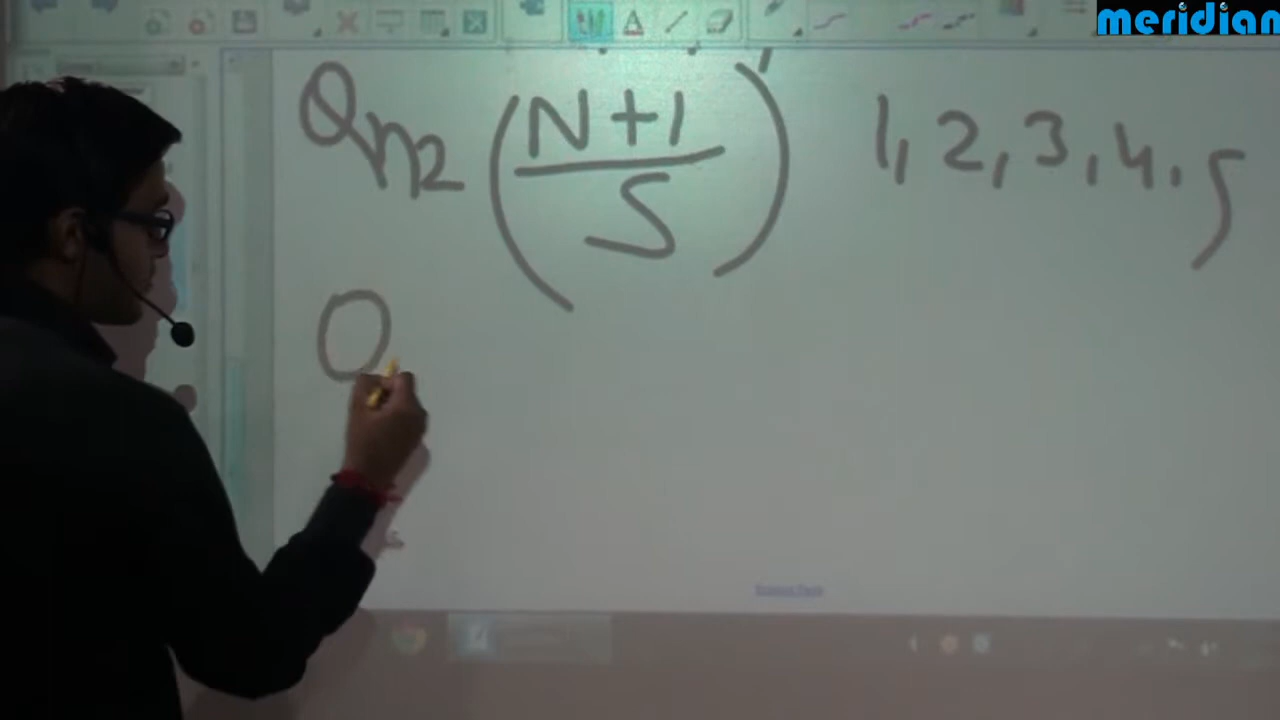 meridian
Qn2 (N+1/5)' 1, 2, 3, 4, 5
O